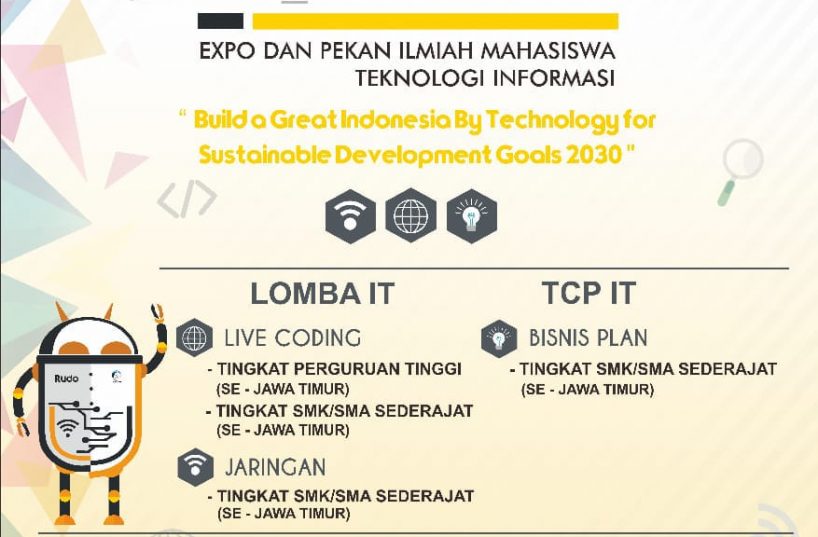 EXPO DAN PEKAN ILMIAH MAHASISWA
TEKNOLOGI INFORMASI
" Build a Great Indonesia By Technology for
Sustainable Development Goals 2030 "
</>
LOMBA IT
LIVE CODING
- TINGKAT PERGURUAN TINGGI
(SE - JAWA TIMUR)
- TINGKAT SMK/SMA SEDERAJAT
(SE - JAWA TIMUR)
JARINGAN
- TINGKAT SMK/SMA SEDERAJAT
(SE - JAWA TIMUR)
TCP IT
BISNIS PLAN
- TINGKAT SMK/SMA SEDERAJAT
(SE - JAWA TIMUR)
Rudo